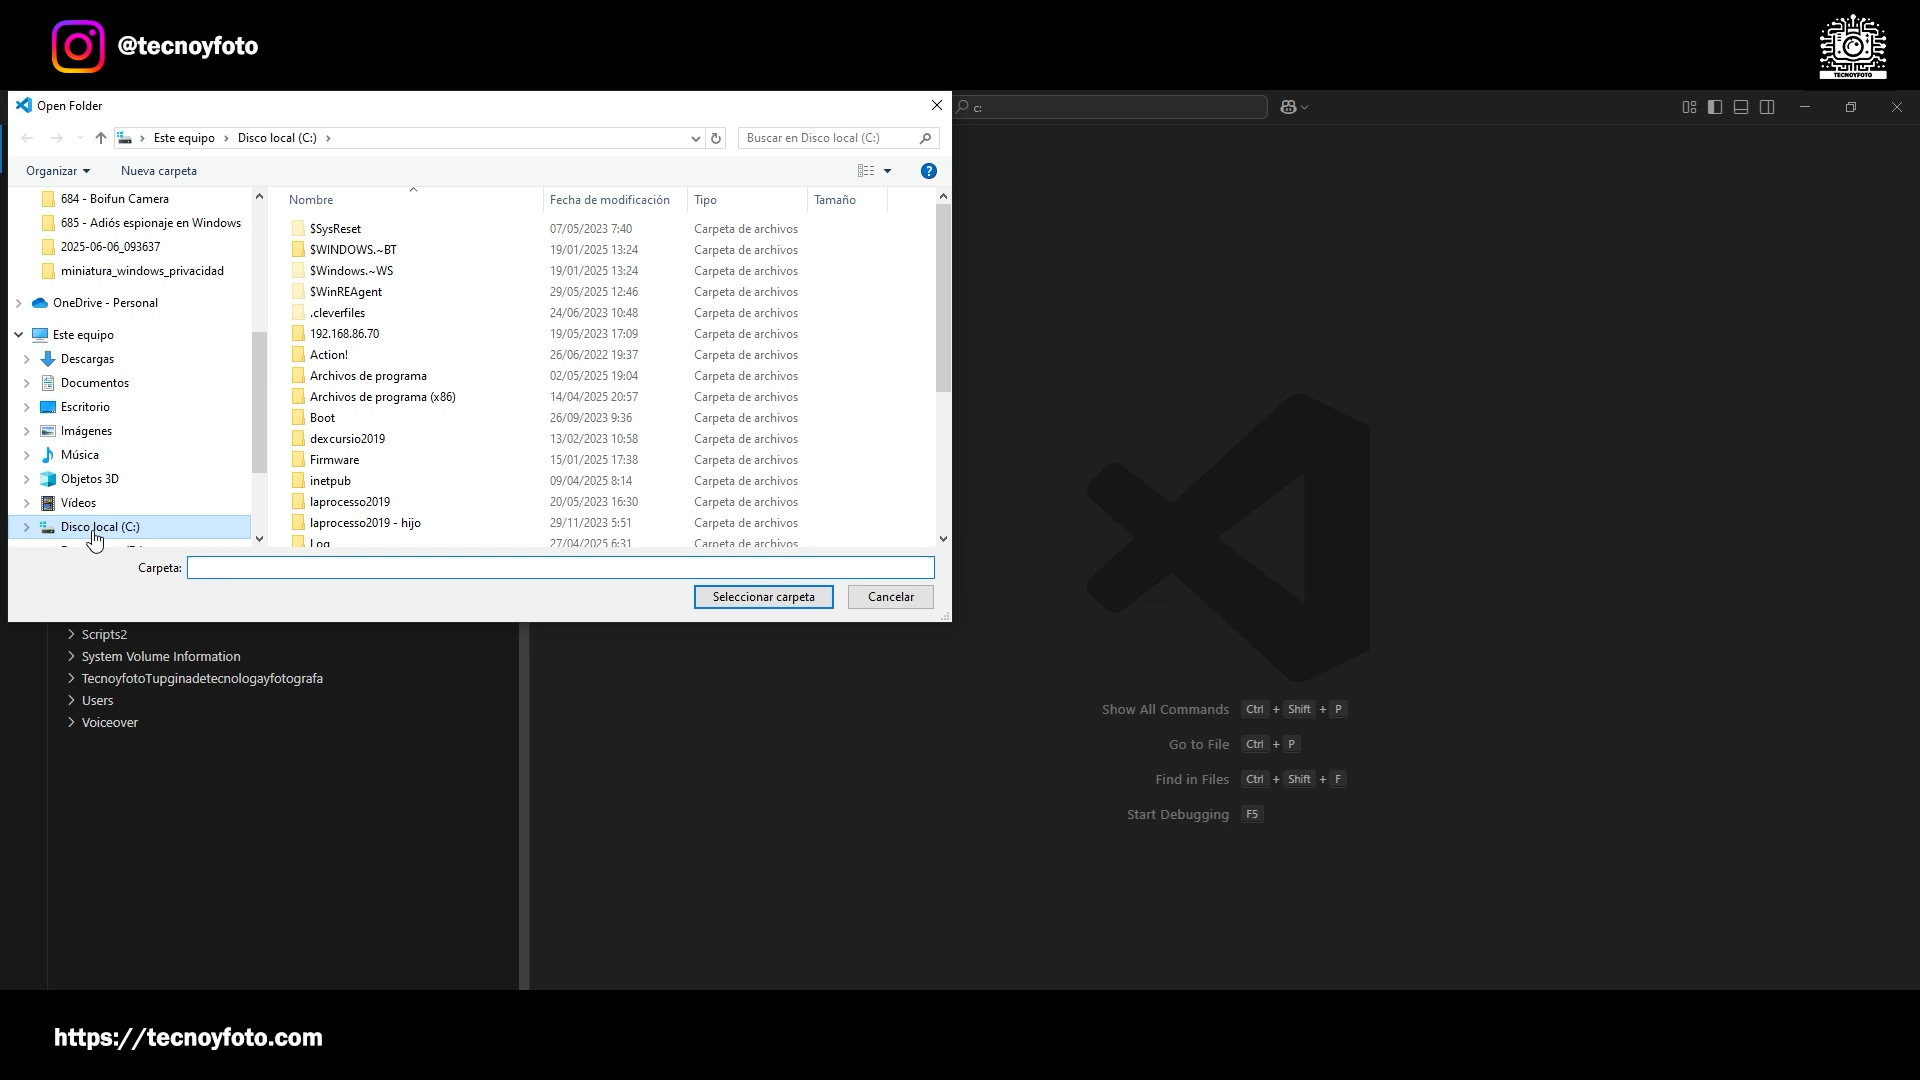 @tecnoyfoto
TECNOYFOTO
Open Folder
c:
Este equipo > Disco local (C:) >
Buscar en Disco local (C:)
Organizar
Nueva carpeta
684 - Boifun Camera
685 - Adiós espionaje en Windows
2025-06-06_093637
miniatura_windows_privacidad
OneDrive - Personal
Este equipo
Descargas
Documentos
Escritorio
Imágenes
Música
Objetos 3D
Vídeos
Disco local (C:)
Nombre Fecha de modificación Tipo Tamaño
$SysReset 07/05/2023 7:40 Carpeta de archivos
$WINDOWS.~BT 19/01/2025 13:24 Carpeta de archivos
$Windows.~WS 19/01/2025 13:24 Carpeta de archivos
$WinREAgent 29/05/2025 12:46 Carpeta de archivos
.cleverfiles 24/06/2023 10:48 Carpeta de archivos
192.168.86.70 19/05/2023 17:09 Carpeta de archivos
Action! 26/06/2022 19:37 Carpeta de archivos
Archivos de programa 02/05/2025 19:04 Carpeta de archivos
Archivos de programa (x86) 14/04/2025 20:57 Carpeta de archivos
Boot 26/09/2023 9:36 Carpeta de archivos
dexcursio2019 13/02/2023 10:58 Carpeta de archivos
Firmware 15/01/2025 17:38 Carpeta de archivos
inetpub 09/04/2025 8:14 Carpeta de archivos
laprocesso2019 20/05/2023 16:30 Carpeta de archivos
laprocesso2019 - hijo 29/11/2023 5:51 Carpeta de archivos
Log 27/04/2025 6:31 Carpeta de archivos
Carpeta:
Seleccionar carpeta
Cancelar
Scripts2
System Volume Information
TecnoyfotoTupginadetecnologayfotografa
Users
Voiceover
Show All Commands Ctrl + Shift + P
Go to File Ctrl + P
Find in Files Ctrl + Shift + F
Start Debugging F5
https://tecnoyfoto.com